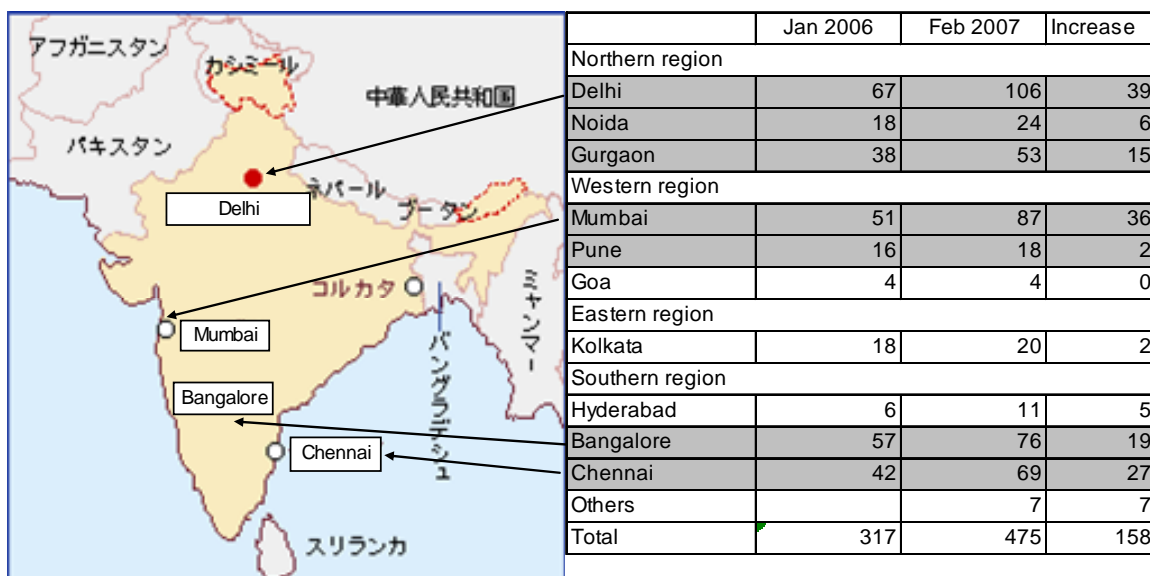 アフガニスタン
カシミール
中華人民共和国
パキスタン
ネパール
ブータン
Delhi
コルカタ
ミャンマー
Mumbai
バングラデシュ
Bangalore
Chennai
スリランカ
Jan 2006 Feb 2007 Increase
Northern region
Delhi 67 106 39
Noida 18 24 6
Gurgaon 38 53 15
Western region
Mumbai 51 87 36
Pune 16 18 2
Goa 4 4 0
Eastern region
Kolkata 18 20 2
Southern region
Hyderabad 6 11 5
Bangalore 57 76 19
Chennai 42 69 27
Others 7 7
Total 317 475 158